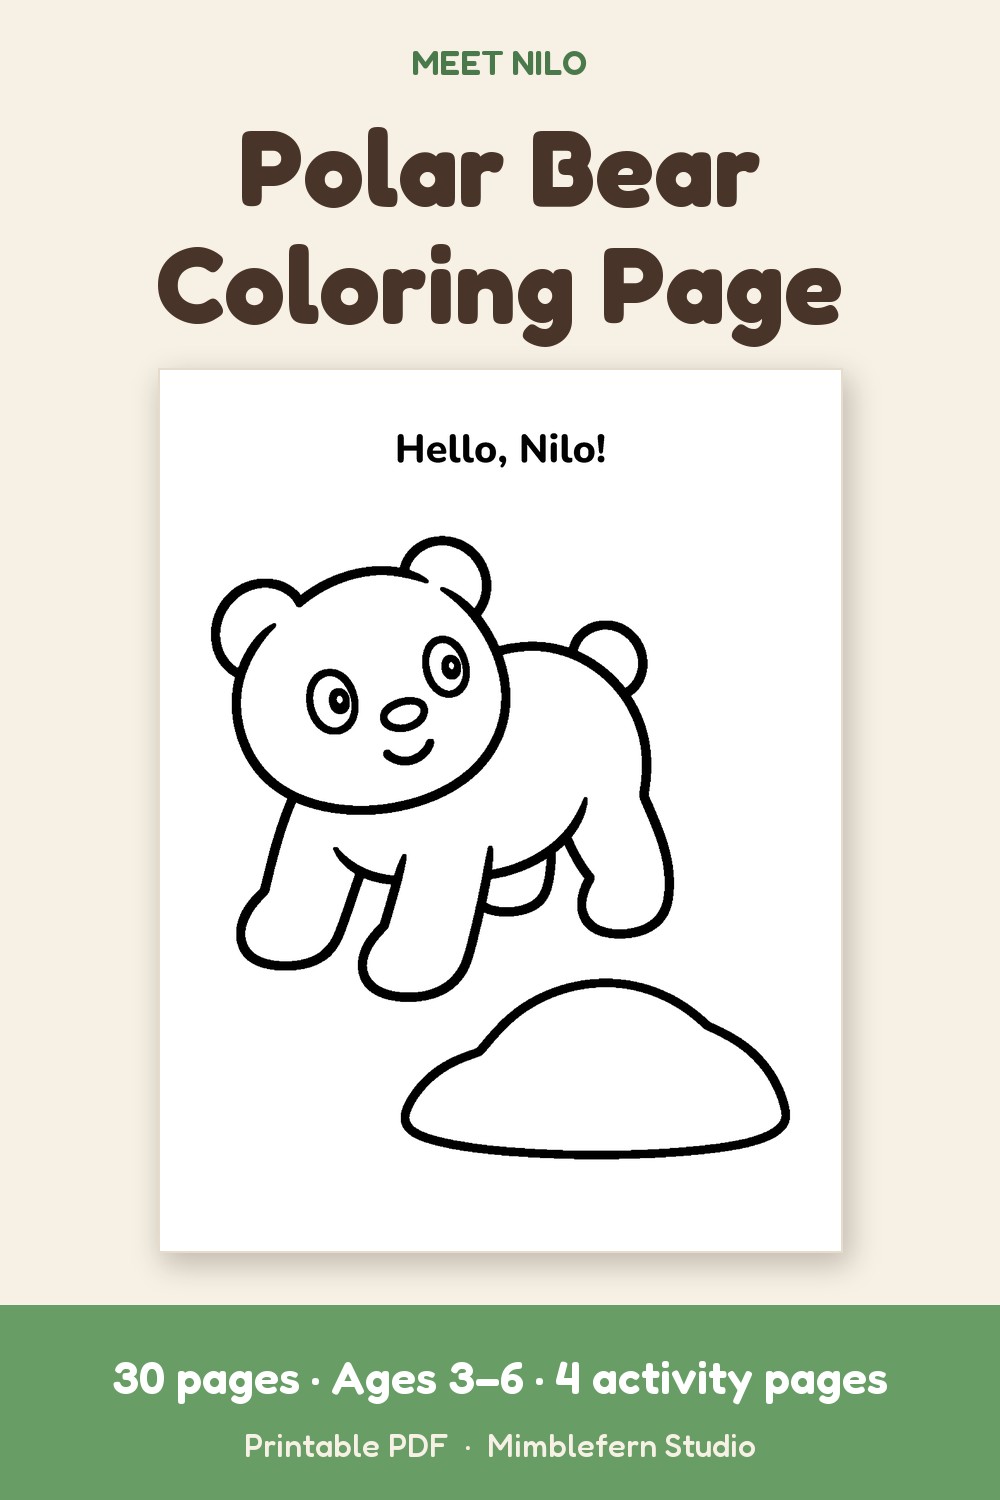 MEET NILO
Polar Bear
Coloring Page
Hello, Nilo!
30 pages · Ages 3–6 · 4 activity pages
Printable PDF · Mimblefern Studio